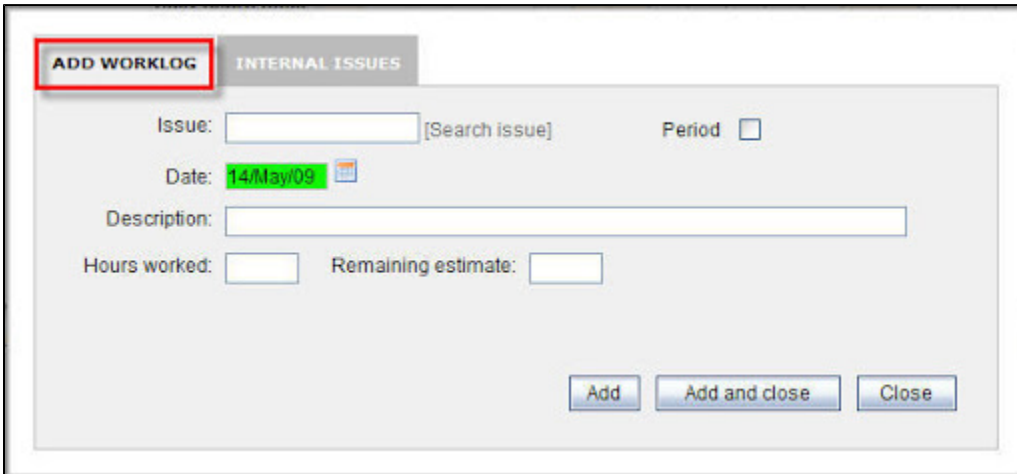 ADD WORKLOG INTERNAL ISSUES
Issue: [Search issue] Period
Date: 14/May/09
Description:
Hours worked: Remaining estimate:
Add Add and close Close